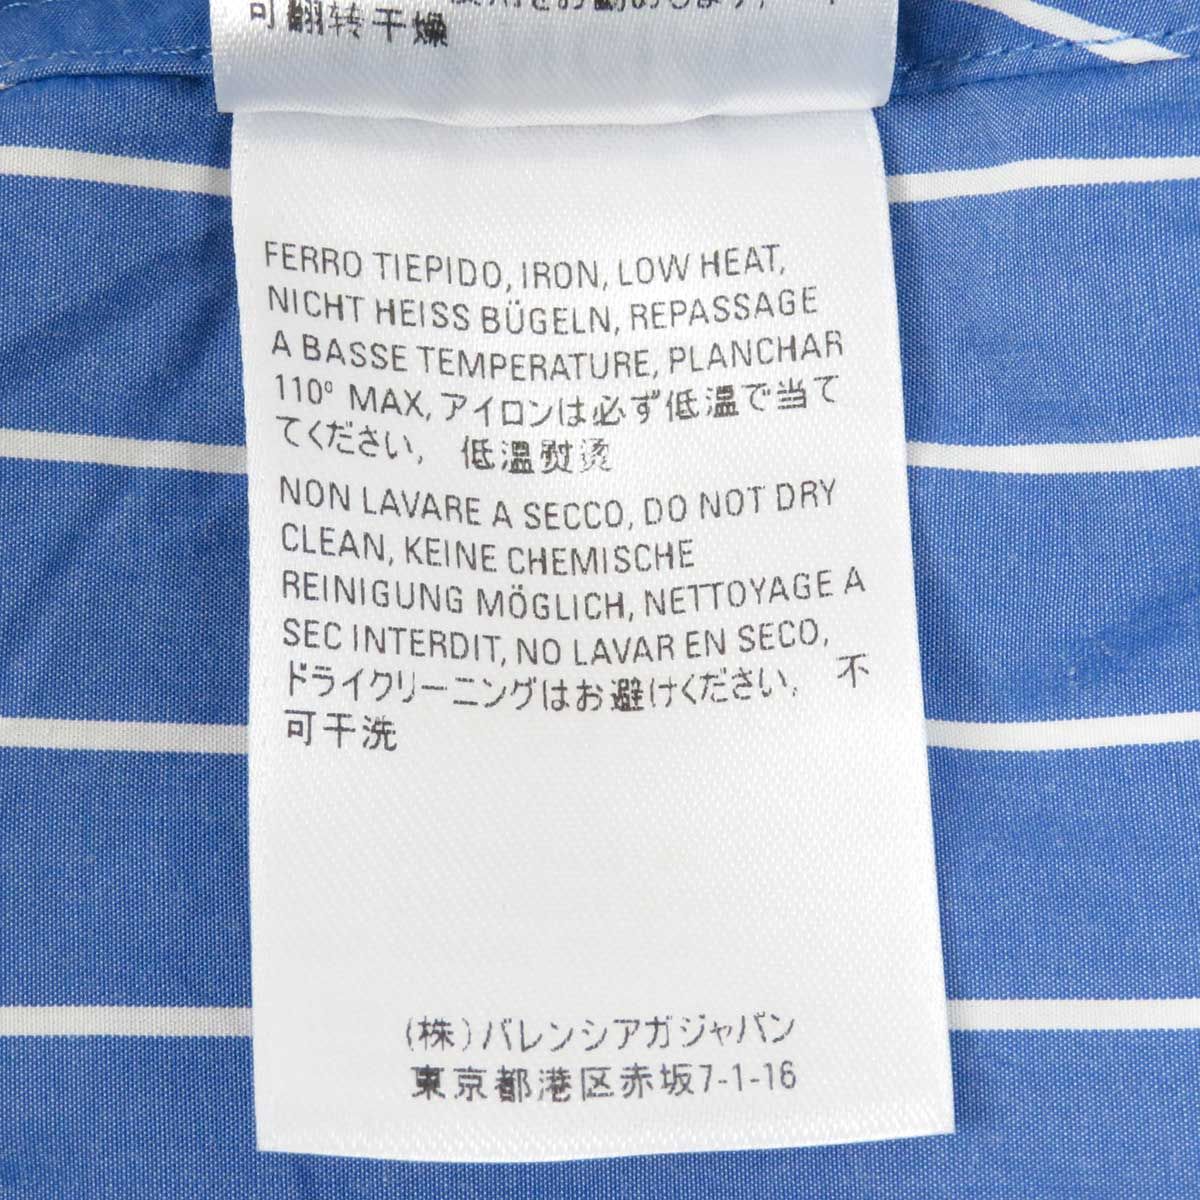 可翻转干燥
FERRO TIEPIDO, IRON, LOW HEAT,
NICHT HEISS BÜGELN, REPASSAGE
A BASSE TEMPERATURE, PLANCHAR
110º MAX, アイロンは必ず低温で当て
てください, 低温熨烫
NON LAVARE A SECCO, DO NOT DRY
CLEAN, KEINE CHEMISCHE
REINIGUNG MÖGLICH, NETTOYAGE A
SEC INTERDIT, NO LAVAR EN SECO,
ドライクリーニングはお避けください, 不
可干洗
(株)バレンシアガジャパン
東京都港区赤坂7-1-16